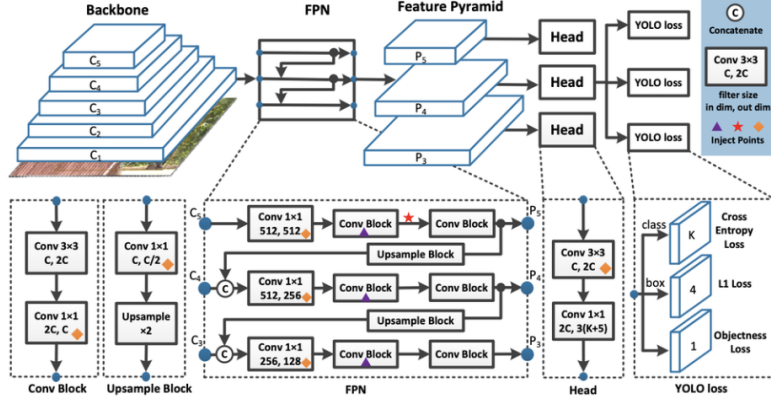 Backbone
FPN
Feature Pyramid
C5
C4
C3
C2
C1
P5
P4
P3
Head
Head
Head
YOLO loss
YOLO loss
YOLO loss
C
Concatenate
Conv 3×3
C, 2C
filter size
in dim, out dim
Inject Points
Conv 3×3
C, 2C
Conv 1×1
2C, C
Conv Block
Conv 1×1
C, C/2
Upsample
×2
Upsample Block
C5
Conv 1×1
512, 512
Conv Block
Conv Block
P5
Upsample Block
C4
C
Conv 1×1
512, 256
Conv Block
Conv Block
P4
Upsample Block
C3
C
Conv 1×1
256, 128
Conv Block
Conv Block
P3
FPN
Conv 3×3
C, 2C
Conv 1×1
2C, 3(K+5)
Head
class
K
Cross
Entropy
Loss
box
4
L1 Loss
1
Objectness
Loss
YOLO loss